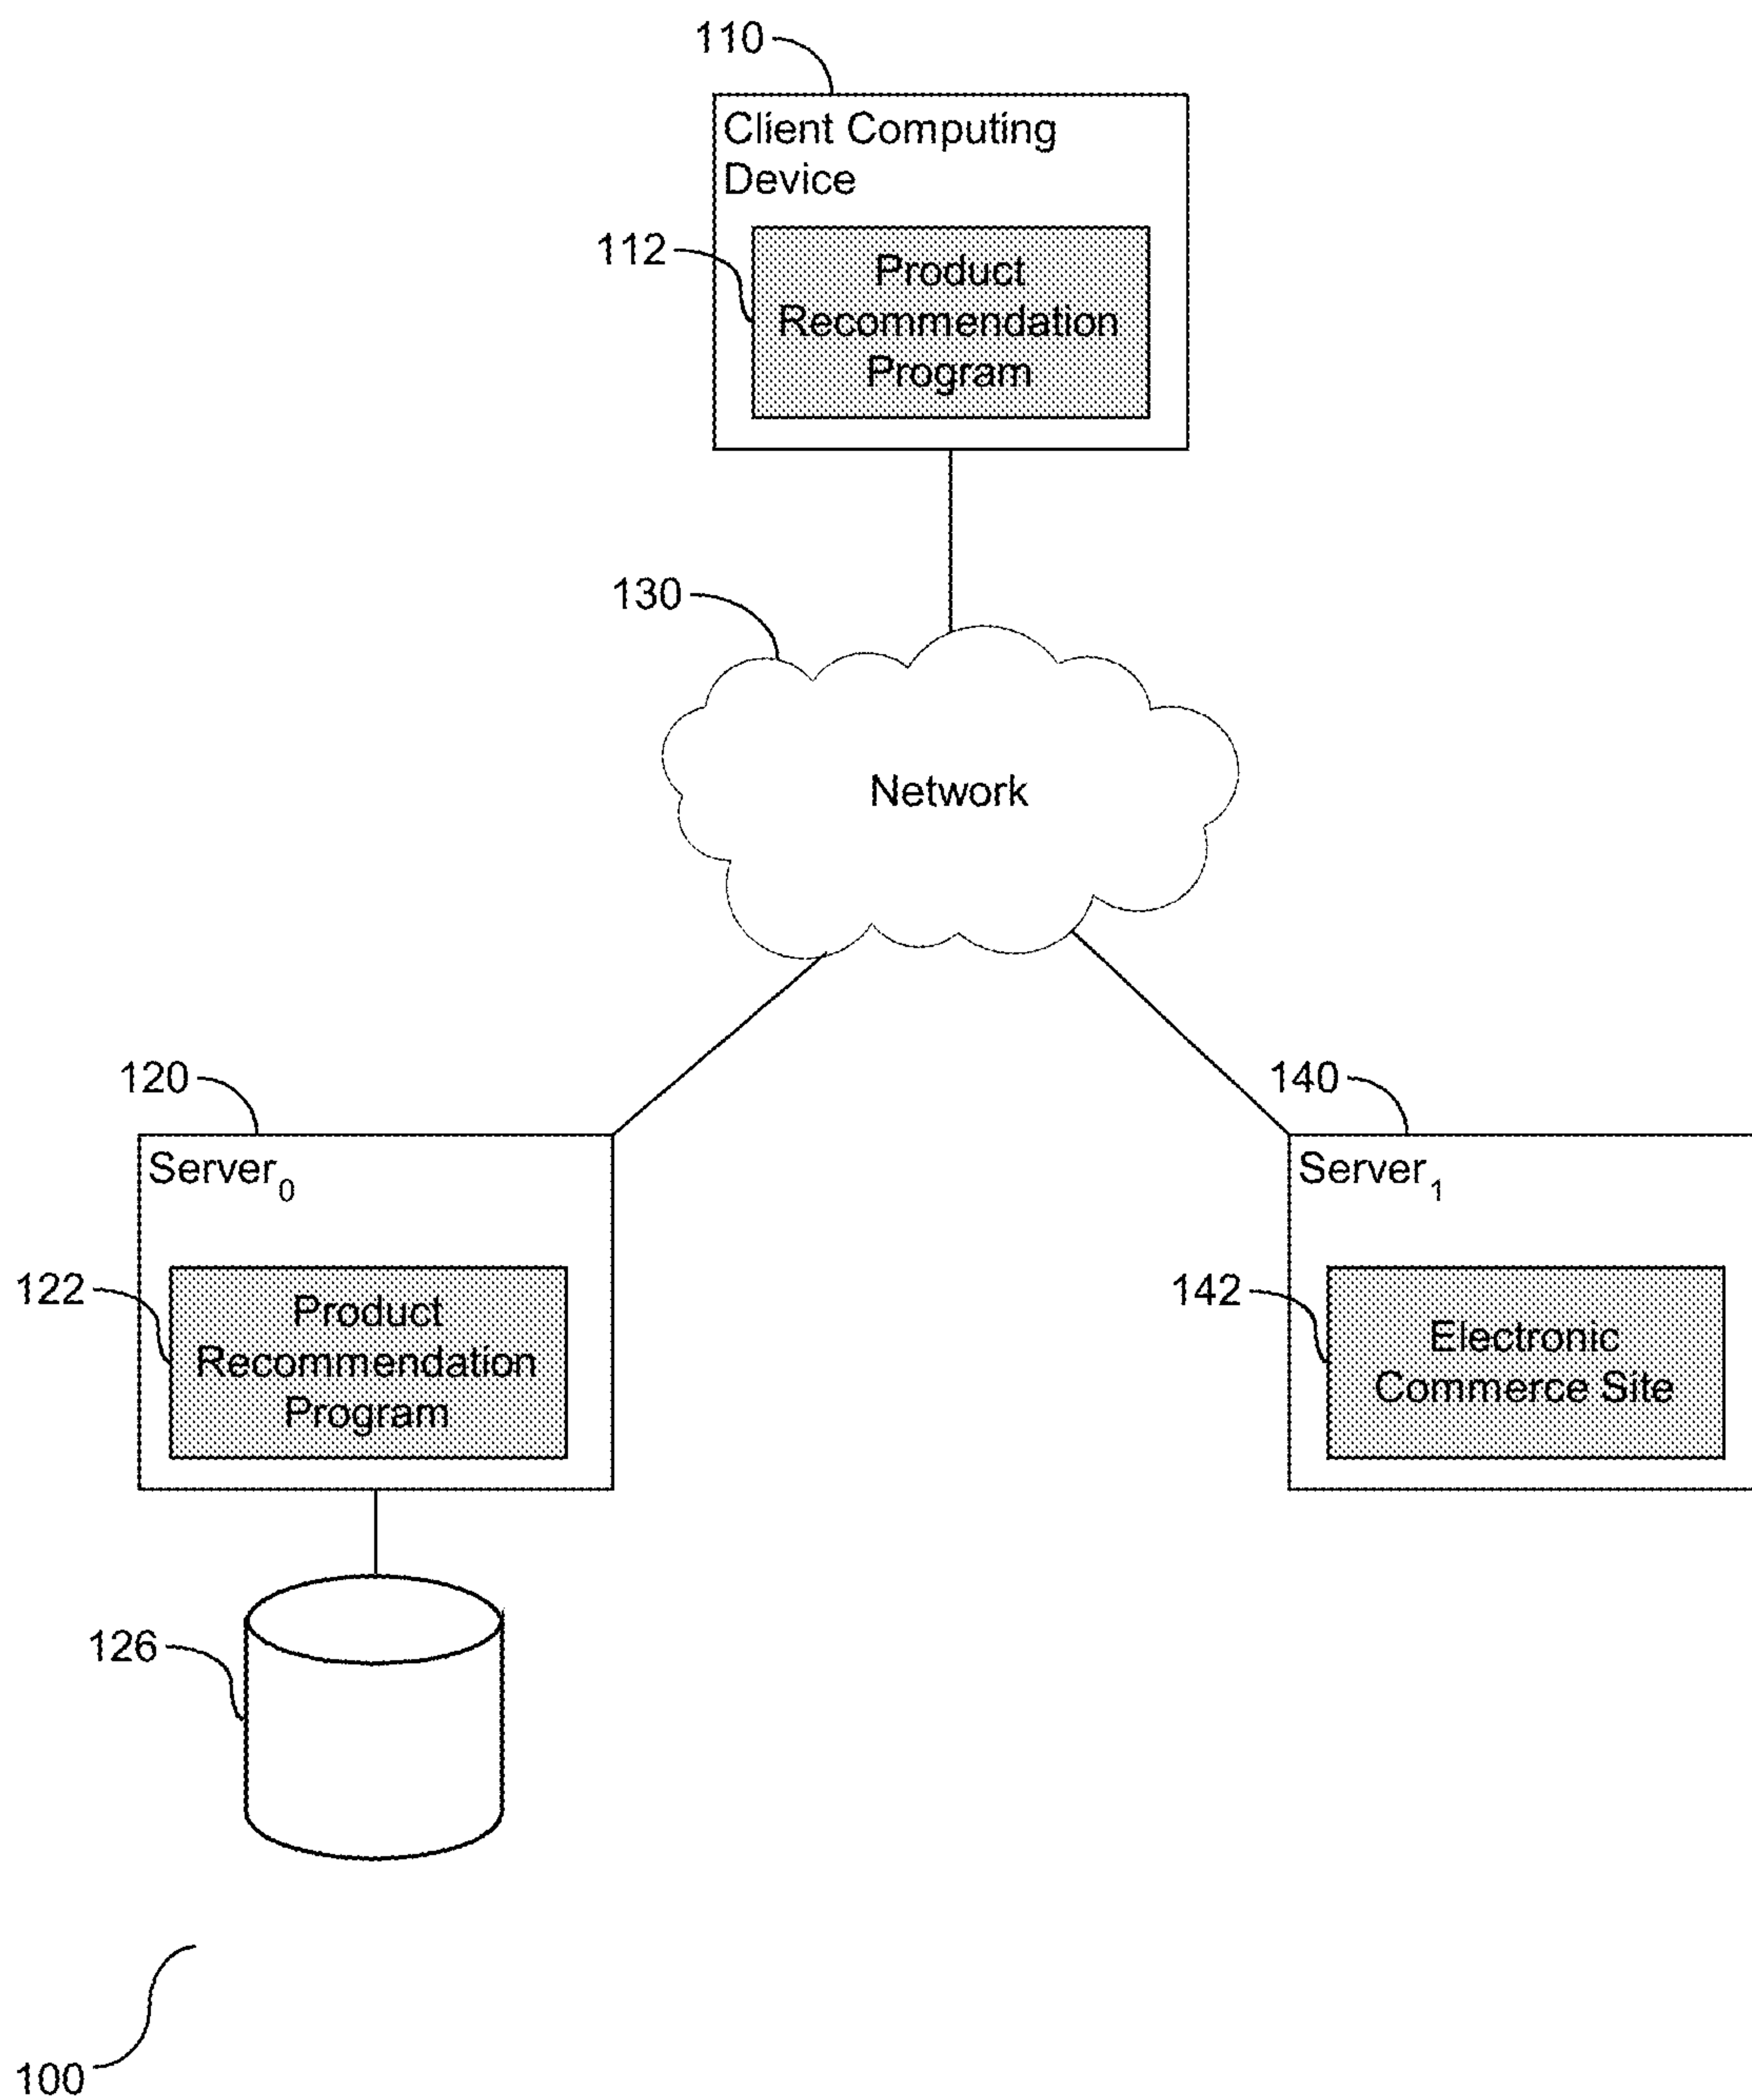 110
Client Computing
Device
112
Product
Recommendation
Program
130
Network
120
Server0
122
Product
Recommendation
Program
126
140
Server1
142
Electronic
Commerce Site
100